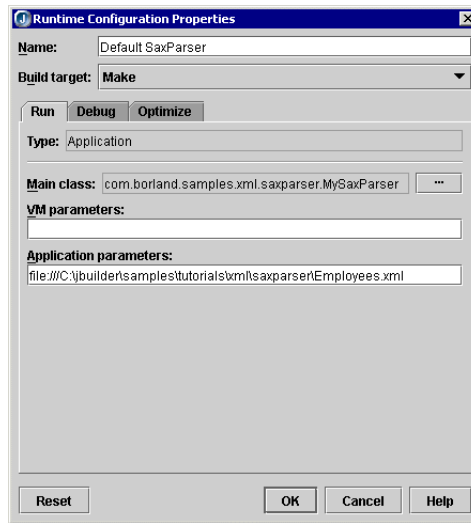 Runtime Configuration Properties
Name: Default SaxParser
Build target: Make
Run Debug Optimize
Type: Application
Main class: com.borland.samples.xml.saxparser.MySaxParser ...
VM parameters:
Application parameters:
file:///C:\jbuilder\samples\tutorials\xml\saxparser\Employees.xml
Reset OK Cancel Help